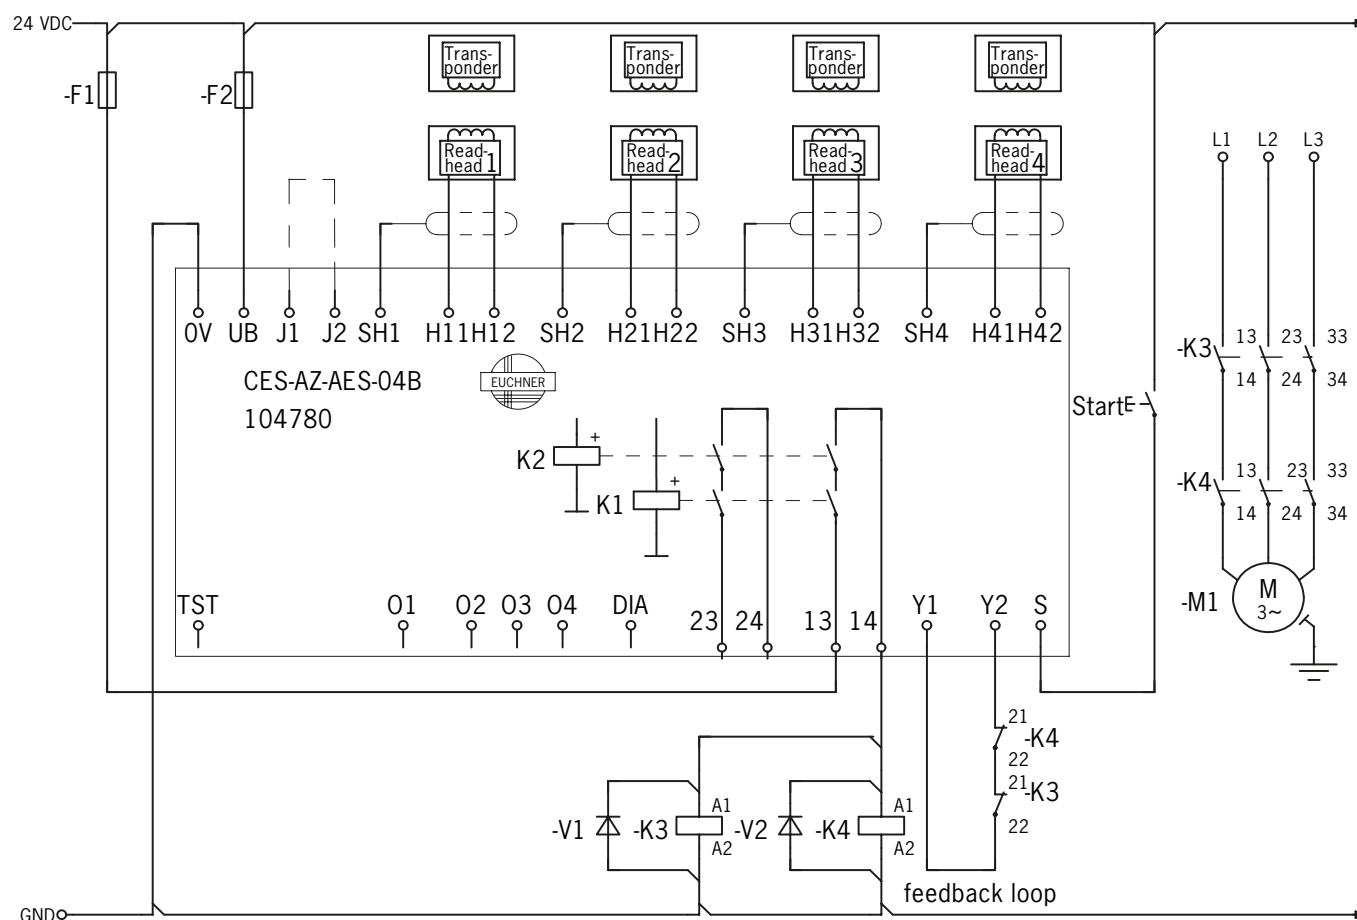 24 VDC
-F1
-F2
Trans-
ponder
Trans-
ponder
Trans-
ponder
Trans-
ponder
Read-
head 1
Read-
head 2
Read-
head 3
Read-
head 4
L1 L2 L3
0V UB J1 J2 SH1 H11 H12 SH2 H21 H22 SH3 H31 H32 SH4 H41 H42
CES-AZ-AES-04B
104780
EUCHNER
-K3
13 23 33
14 24 34
Start
K2 +
K1 +
-K4
13 23 33
14 24 34
TST O1 O2 O3 O4 DIA 23 24 13 14 Y1 Y2 S
-M1
M
3~
21
-K4
22
21
-K3
22
-V1 -K3
A1
A2
-V2 -K4
A1
A2
feedback loop
GND